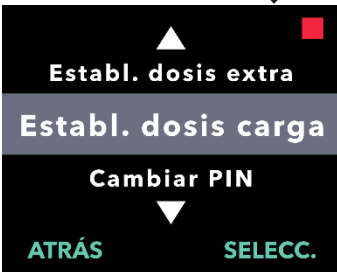 Establ. dosis extra
Establ. dosis carga
Cambiar PIN
ATRÁS SELECC.